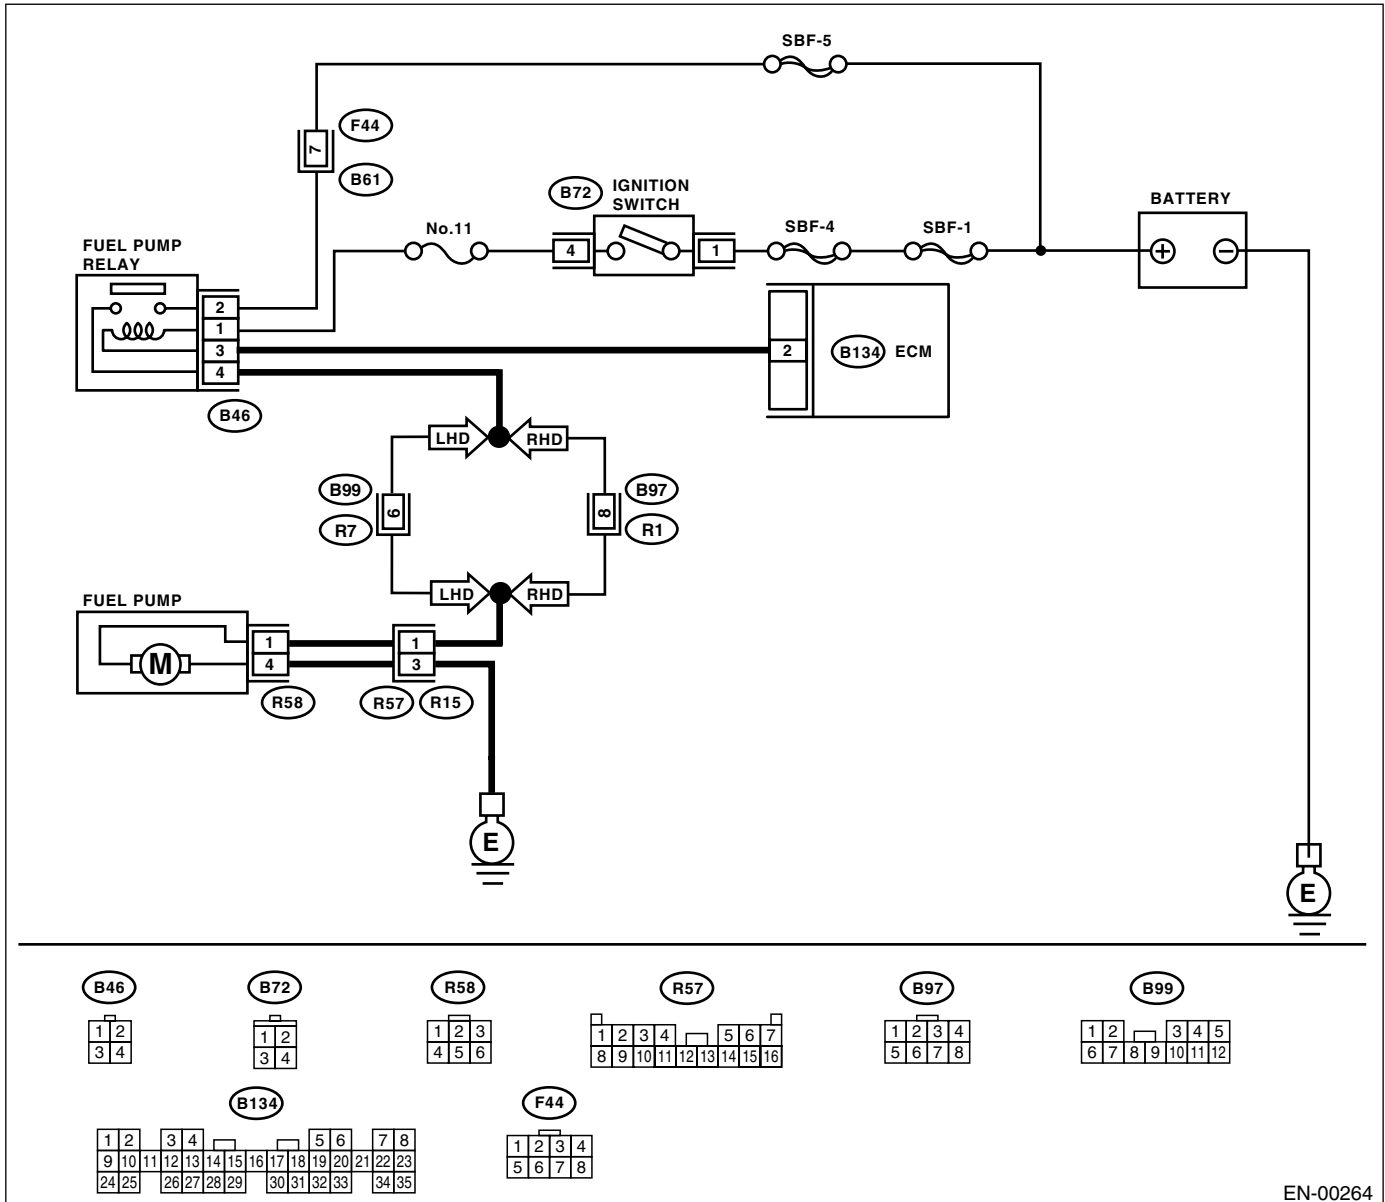 SBF-5
F44
7
B61
B72
IGNITION
SWITCH
BATTERY
No.11
4
1
SBF-4
SBF-1
FUEL PUMP
RELAY
2
1
3
4
2
B134
ECM
B46
LHD
RHD
B99
6
R7
B97
8
R1
LHD
RHD
FUEL PUMP
M
1
4
1
3
R58
R57
R15
E
E
B46
B72
R58
R57
B97
B99
1 2
3 4
1 2
3 4
1 2 3
4 5 6
1 2 3 4 5 6 7
8 9 10 11 12 13 14 15 16
1 2 3 4
5 6 7 8
1 2 3 4 5
6 7 8 9 10 11 12
B134
F44
1 2 3 4 5 6 7 8
9 10 11 12 13 14 15 16 17 18 19 20 21 22 23
24 25 26 27 28 29 30 31 32 33 34 35
1 2 3 4
5 6 7 8
EN-00264